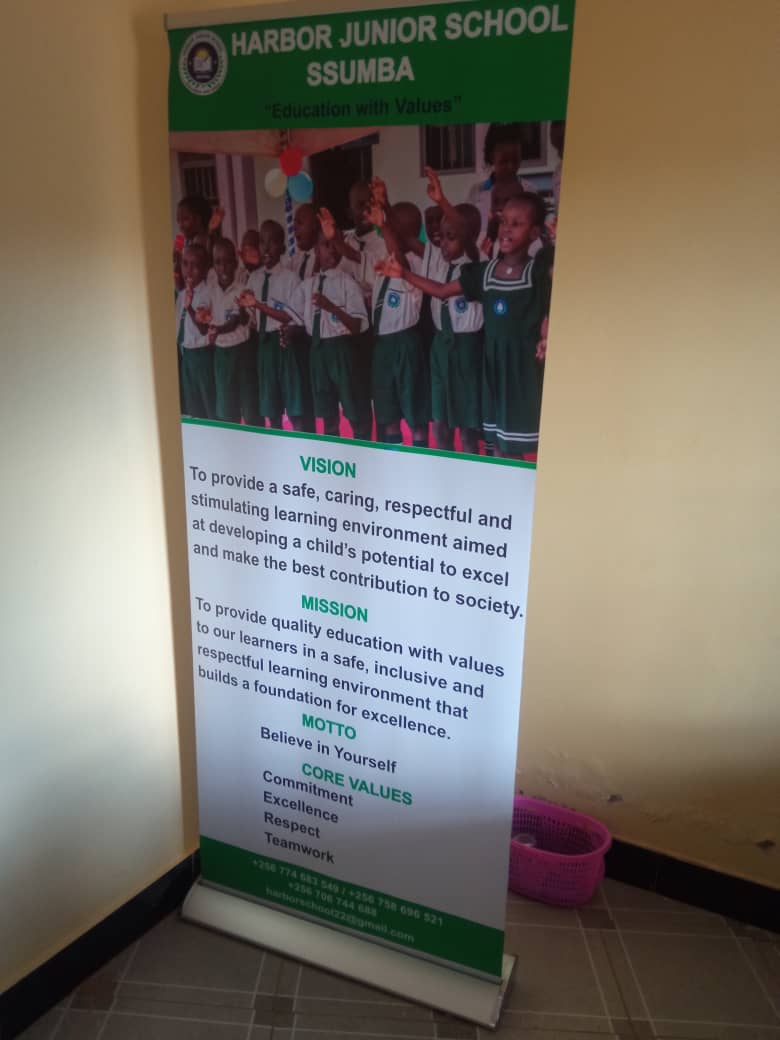 HARBOR JUNIOR SCHOOL
SSUMBA
"Education with Values"
VISION
To provide a safe, caring, respectful and
stimulating learning environment aimed
at developing a child's potential to excel
and make the best contribution to society.
MISSION
To provide quality education with values
to our learners in a safe, inclusive and
respectful learning environment that
builds a foundation for excellence.
MOTTO
Believe in Yourself
CORE VALUES
Commitment
Excellence
Respect
Teamwork
+256 774 683 549 / +256 758 696 521
+256 706 744 688
harborschool22@gmail.com